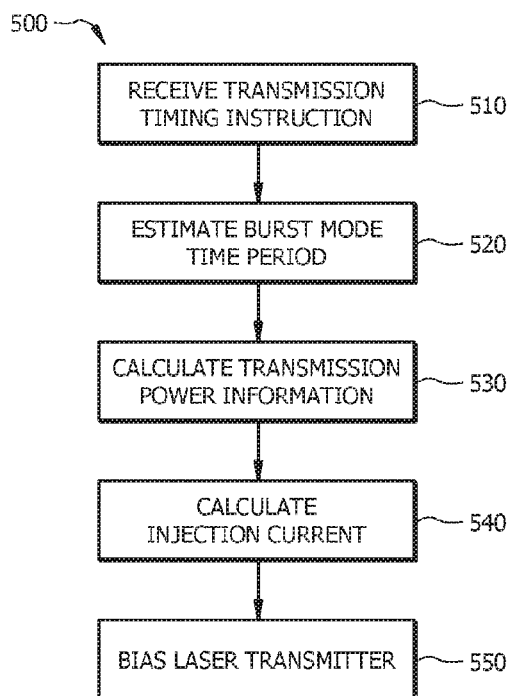 500
RECEIVE TRANSMISSION
TIMING INSTRUCTION
510
ESTIMATE BURST MODE
TIME PERIOD
520
CALCULATE TRANSMISSION
POWER INFORMATION
530
CALCULATE
INJECTION CURRENT
540
BIAS LASER TRANSMITTER
550